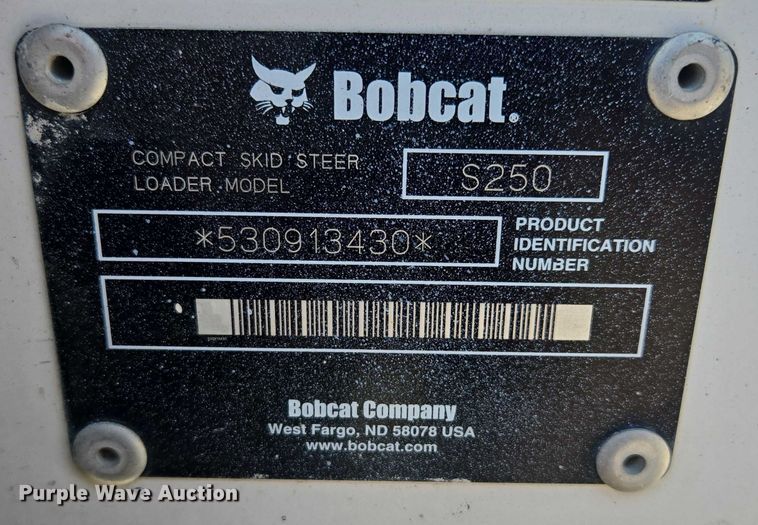 Bobcat®
COMPACT SKID STEER
LOADER MODEL
S250
*530913430*
PRODUCT
IDENTIFICATION
NUMBER
Bobcat Company
West Fargo, ND 58078 USA
www.bobcat.com
Purple Wave Auction